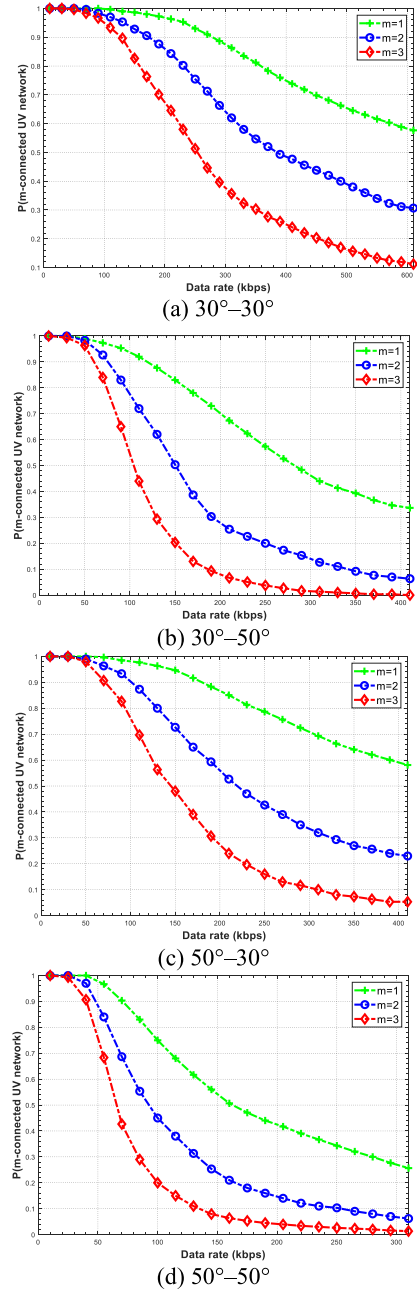 P(m-connected UV network)
1
0.9
0.8
0.7
0.6
0.5
0.4
0.3
0.2
0.1
m=1
m=2
m=3
0 100 200 300 400 500 600
Data rate (kbps)
(a) 30°–30°
P(m-connected UV network)
1
0.9
0.8
0.7
0.6
0.5
0.4
0.3
0.2
0.1
0
m=1
m=2
m=3
0 50 100 150 200 250 300 350 400
Data rate (kbps)
(b) 30°–50°
P(m-connected UV network)
1
0.9
0.8
0.7
0.6
0.5
0.4
0.3
0.2
0.1
0
m=1
m=2
m=3
0 50 100 150 200 250 300 350 400
Data rate (kbps)
(c) 50°–30°
P(m-connected UV network)
1
0.9
0.8
0.7
0.6
0.5
0.4
0.3
0.2
0.1
0
m=1
m=2
m=3
0 50 100 150 200 250 300
Data rate (kbps)
(d) 50°–50°